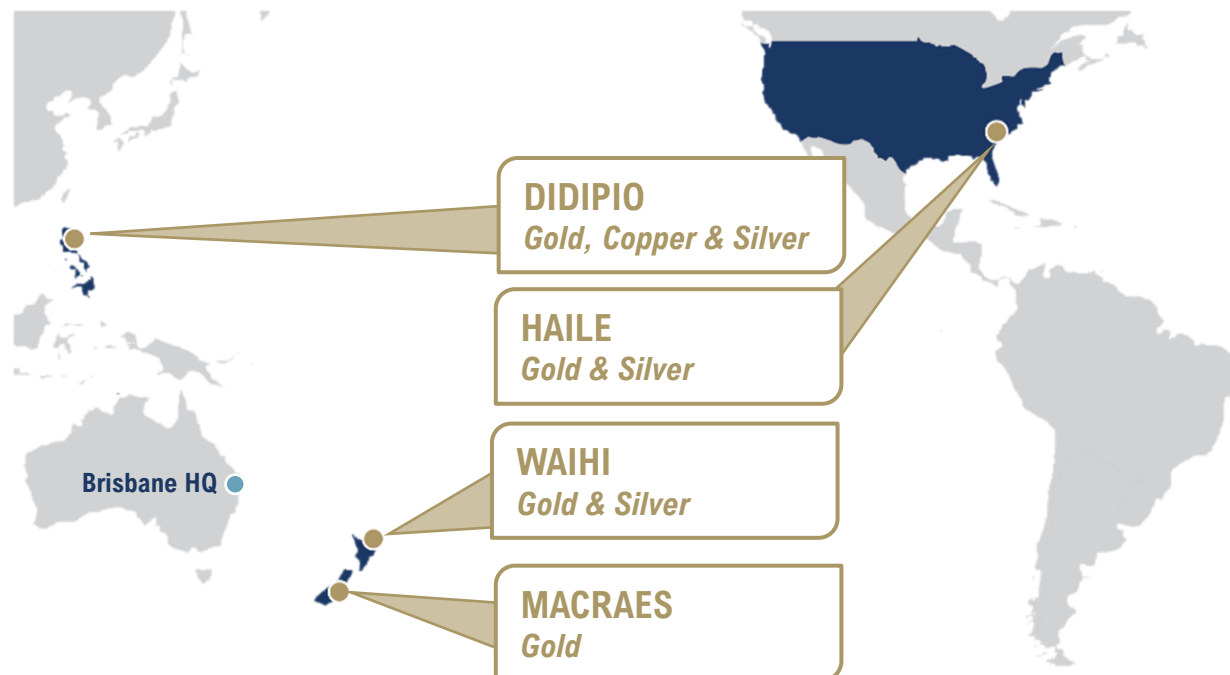 DIDIPIO
Gold, Copper & Silver
HAILE
Gold & Silver
Brisbane HQ
WAIHI
Gold & Silver
MACRAES
Gold